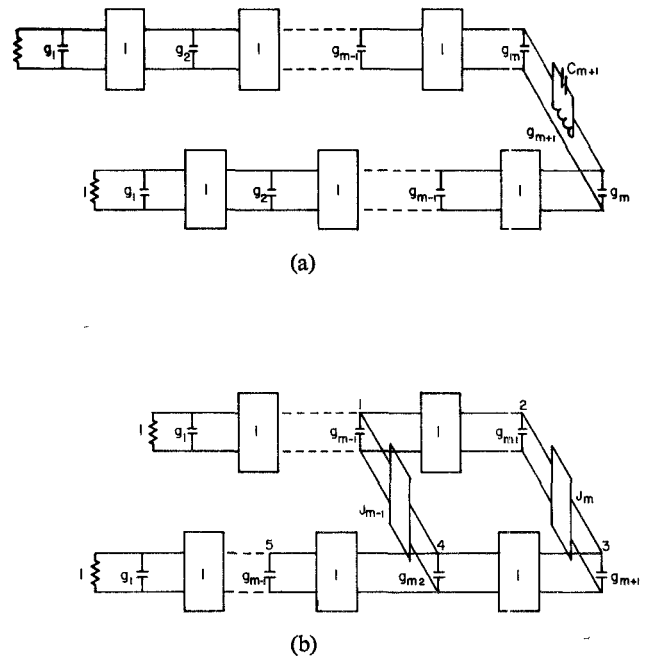 g1 1 g2 1 gm-1 1 gm Cm+1
gm+1
1 g1 1 g2 1 gm-1 1 gm
(a)
1 2
1 g1 1 gm-1 1
Jm-1 Jm
5 4 3
1 g1 1 gm-1 1 gm2 1 gm+1
(b)